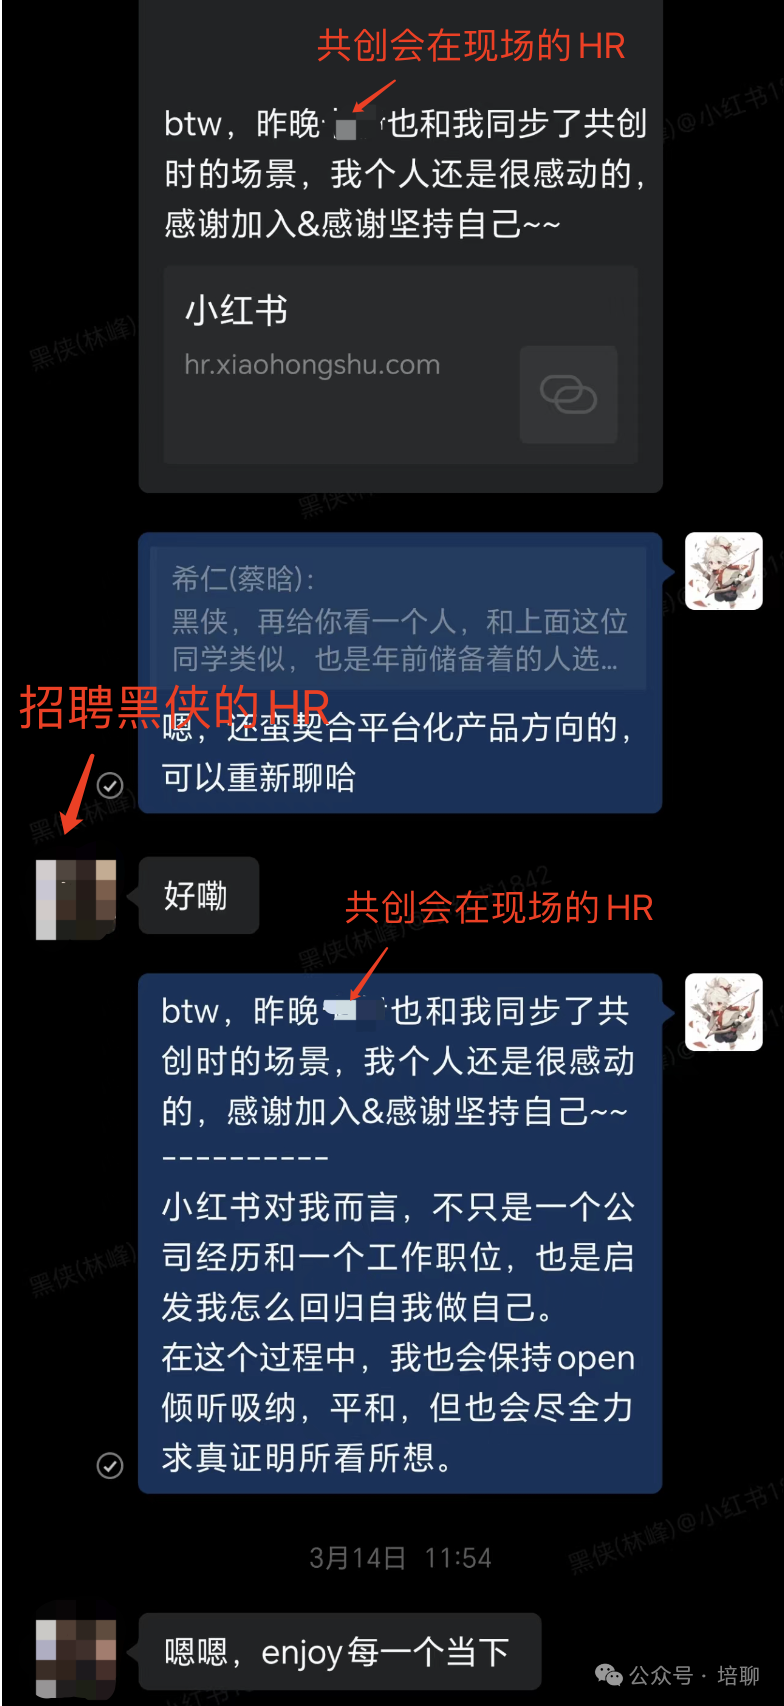 共创会在现场的HR
btw，昨晚 也和我同步了共创
时的场景，我个人还是很感动的，
感谢加入&感谢坚持自己~~
小红书
hr.xiaohongshu.com
希仁(蔡晗)：
黑侠，再给你看一个人，和上面这位
同学类似，也是年前储备着的人选...
招聘黑侠的HR
嗯，还蛮契合平台化产品方向的，
可以重新聊哈
好嘞
共创会在现场的HR
btw，昨晚 也和我同步了共
创时的场景，我个人还是很感动
的，感谢加入&感谢坚持自己~~
----------
小红书对我而言，不只是一个公
司经历和一个工作职位，也是启
发我怎么回归自我做自己。
在这个过程中，我也会保持open
倾听吸纳，平和，但也会尽全力
求真证明所看所想。
3月14日 11:54
嗯嗯，enjoy每一个当下
公众号 · 培聊
黑侠(林峰)
黑侠(林峰)@小红书1